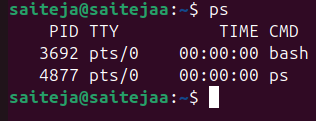 saiteja@saitejaa:~$ ps
    PID TTY          TIME CMD
   3692 pts/0    00:00:00 bash
   4877 pts/0    00:00:00 ps
saiteja@saitejaa:~$